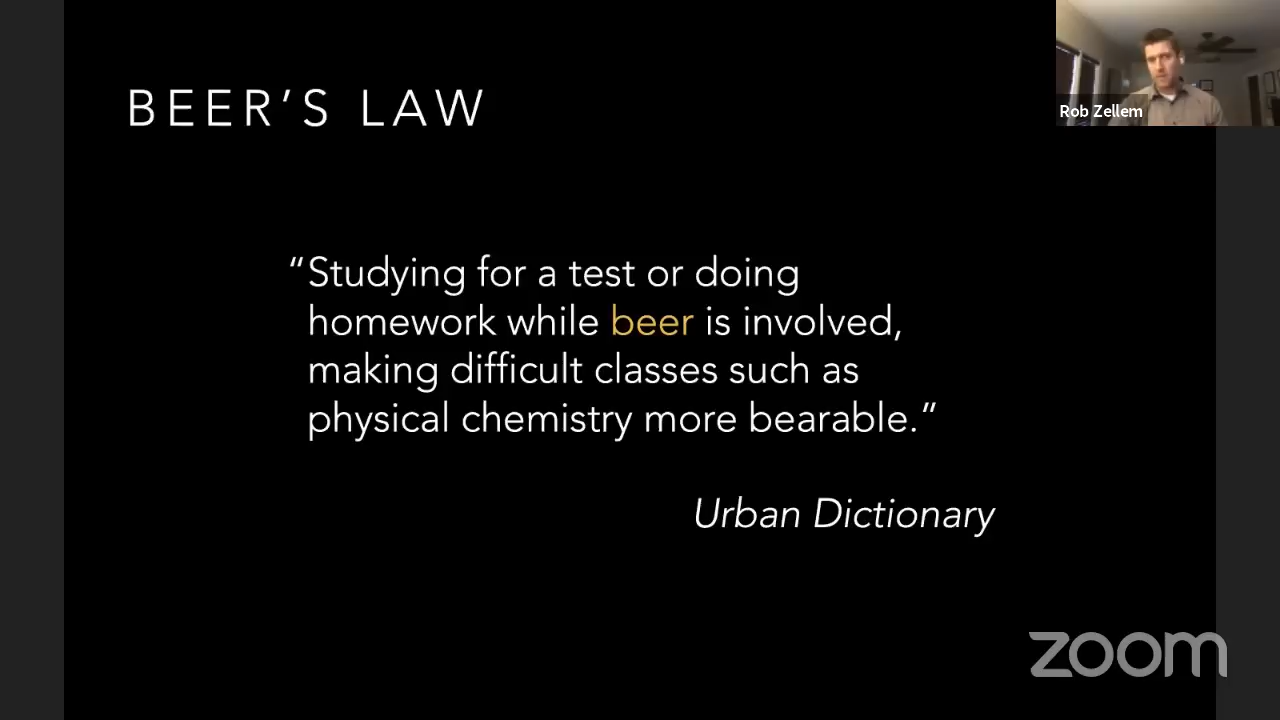 BEER’S LAW
Rob Zellem
“Studying for a test or doing
homework while beer is involved,
making difficult classes such as
physical chemistry more bearable.”
Urban Dictionary
zoom